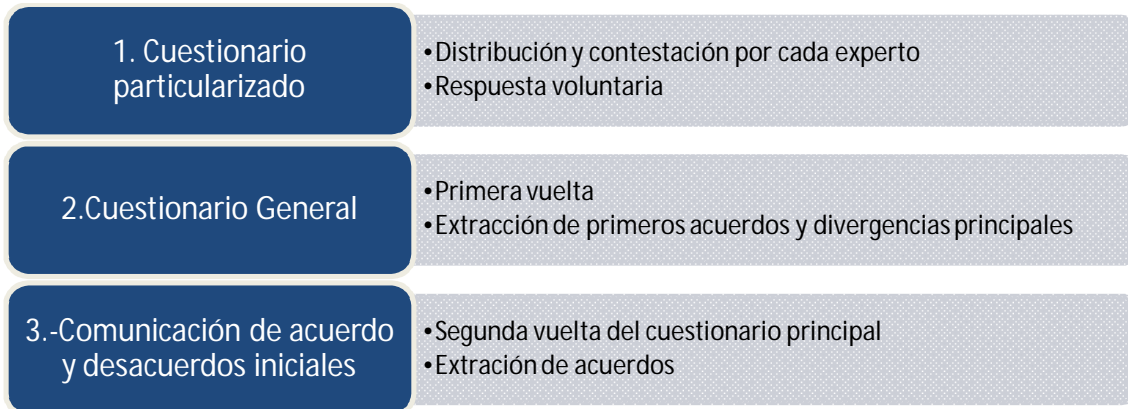 1. Cuestionario
particularizado
•Distribución y contestación por cada experto
•Respuesta voluntaria
2.Cuestionario General
•Primera vuelta
•Extracción de primeros acuerdos y divergencias principales
3.-Comunicación de acuerdo
y desacuerdos iniciales
•Segunda vuelta del cuestionario principal
•Extración de acuerdos